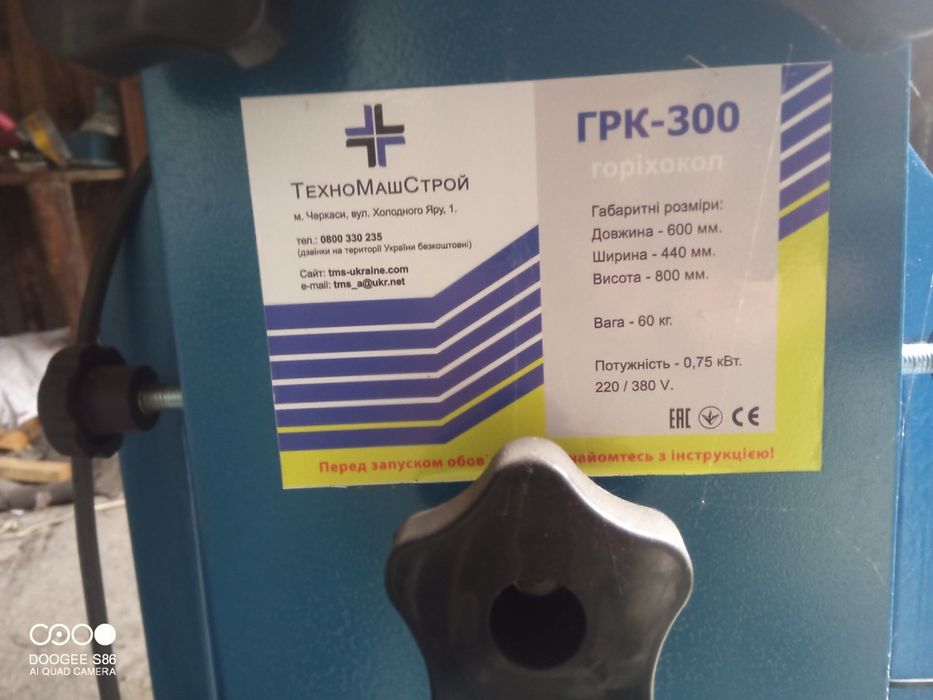 ТехноМашСтрой
м. Черкаси, вул. Холодного Яру, 1.
тел.: 0800 330 235
(дзвінки на території України безкоштовні)
Сайт: tms-ukraine.com
e-mail: tms_a@ukr.net
ГРК-300
горіхокол
Габаритні розміри:
Довжина - 600 мм.
Ширина - 440 мм.
Висота - 800 мм.
Вага - 60 кг.
Потужність - 0,75 кВт.
220 / 380 V.
EAC CE
Перед запуском обов' найомтесь з інструкцією!
DOOGEE S86
AI QUAD CAMERA